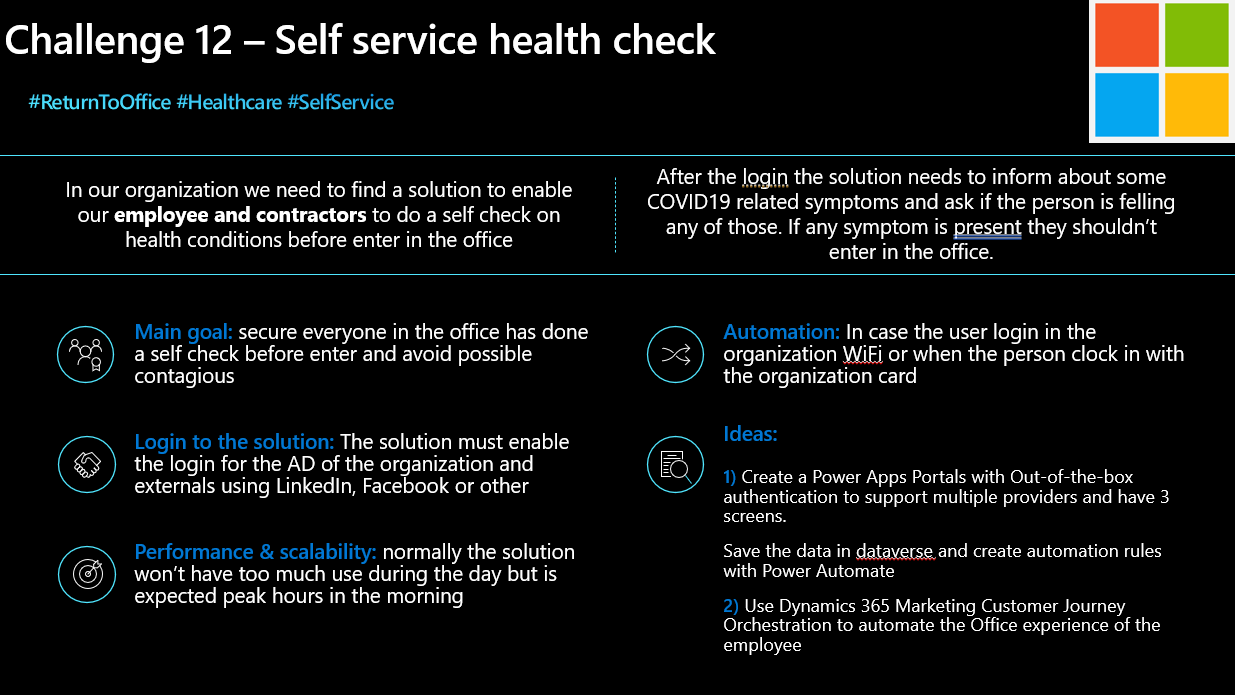 Challenge 12 – Self service health check
#ReturnToOffice #Healthcare #SelfService
In our organization we need to find a solution to enable
our employee and contractors to do a self check on
health conditions before enter in the office
After the login the solution needs to inform about some
COVID19 related symptoms and ask if the person is felling
any of those. If any symptom is present they shouldn't
enter in the office.
Main goal: secure everyone in the office has done
a self check before enter and avoid possible
contagious
Login to the solution: The solution must enable
the login for the AD of the organization and
externals using LinkedIn, Facebook or other
Performance & scalability: normally the solution
won't have too much use during the day but is
expected peak hours in the morning
Automation: In case the user login in the
organization WiFi or when the person clock in with
the organization card
Ideas:
1) Create a Power Apps Portals with Out-of-the-box
authentication to support multiple providers and have 3
screens.
Save the data in dataverse and create automation rules
with Power Automate
2) Use Dynamics 365 Marketing Customer Journey
Orchestration to automate the Office experience of the
employee